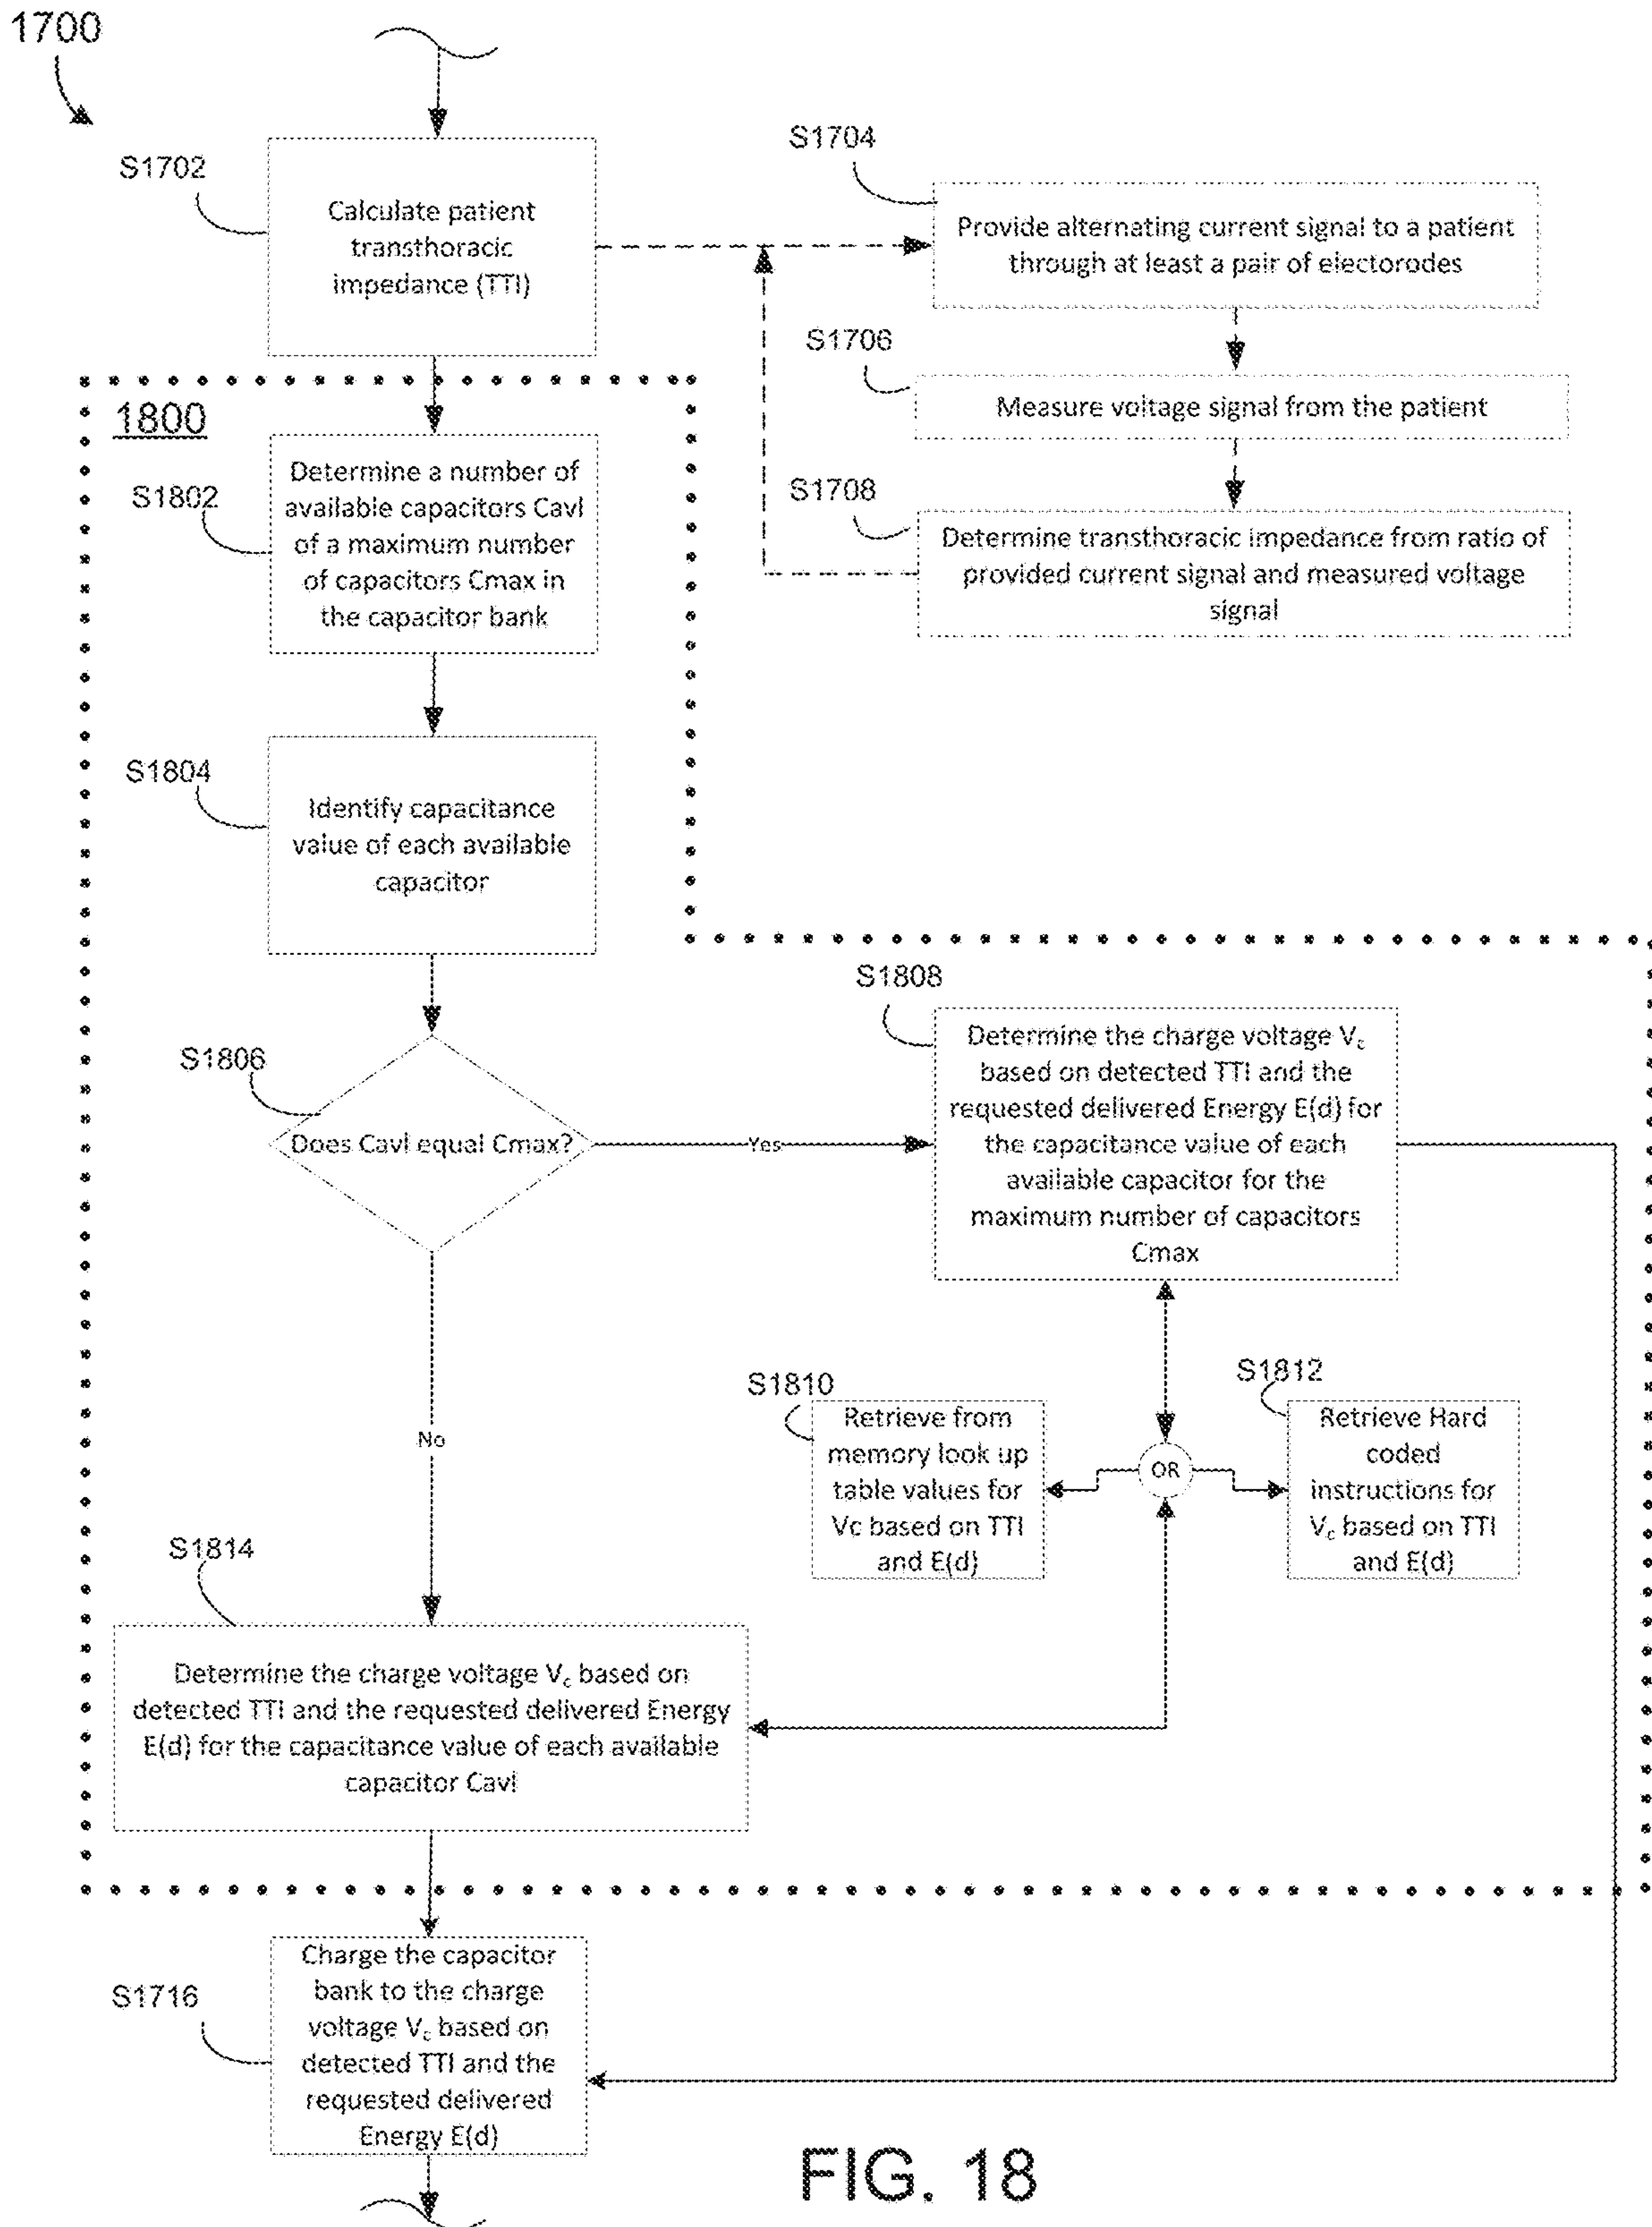 1700
S1702
Calculate patient
transthoracic
impedance (TTI)
S1704
Provide alternating current signal to a patient
through at least a pair of electorodes
S1706
Measure voltage signal from the patient
S1708
Determine transthoracic impedance from ratio of
provided current signal and measured voltage
signal
1800
S1802
Determine a number of
available capacitors Cavl
of a maximum number
of capacitors Cmax in
the capacitor bank
S1804
Identify capacitance
value of each available
capacitor
S1806
Does Cavl equal Cmax?
Yes
No
S1808
Determine the charge voltage Vc
based on detected TTI and the
requested delivered Energy E(d) for
the capacitance value of each
available capacitor for the
maximum number of capacitors
Cmax
S1810
Retrieve from
memory look up
table values for
Vc based on TTI
and E(d)
OR
S1812
Retrieve Hard
coded
instructions for
Vc based on TTI
and E(d)
S1814
Determine the charge voltage Vc based on
detected TTI and the requested delivered Energy
E(d) for the capacitance value of each available
capacitor Cavl
S1716
Charge the capacitor
bank to the charge
voltage Vc based on
detected TTI and the
requested delivered
Energy E(d)
FIG. 18